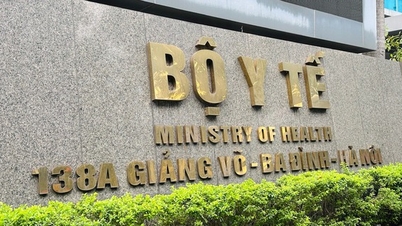 BỘ Y TẾ
MINISTRY OF HEALTH
138A GIẢNG VÕ - BA ĐÌNH - HÀ NỘI